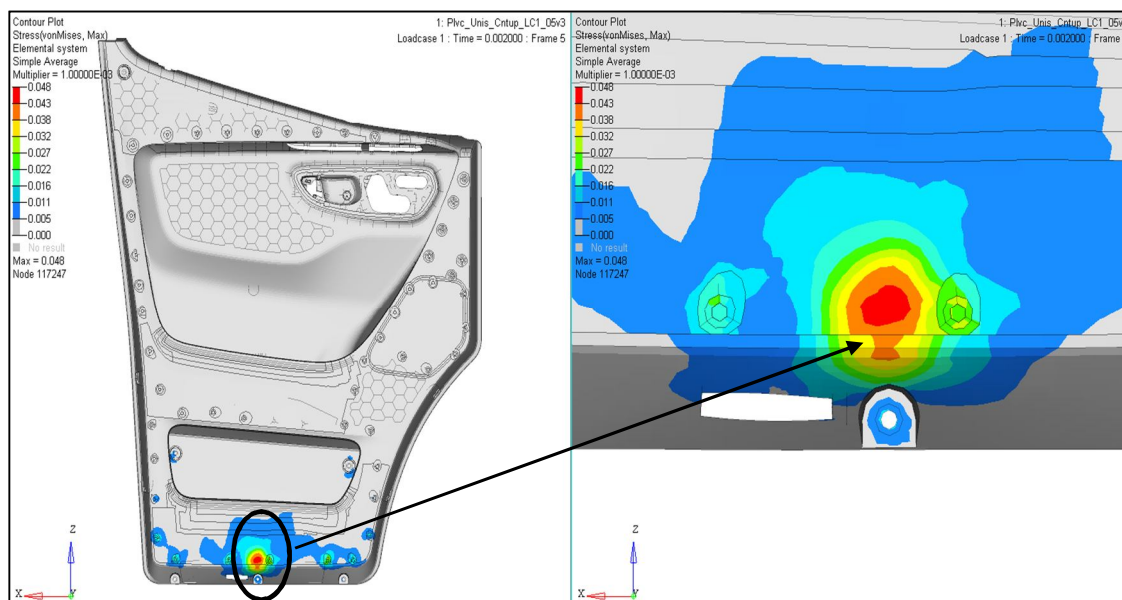 Contour Plot
Stress(vonMises, Max)
Elemental system
Simple Average
Multiplier = 1.00000E-03
0.048
0.043
0.038
0.032
0.027
0.022
0.016
0.011
0.005
0.000
No result
Max = 0.048
Node 117247
1: Plvc_Unis_Cntup_LC1_05v3
Loadcase 1 : Time = 0.002000 : Frame 5
Z
X
Y
Contour Plot
Stress(vonMises, Max)
Elemental system
Simple Average
Multiplier = 1.00000E-03
0.048
0.043
0.038
0.032
0.027
0.022
0.016
0.011
0.005
0.000
No result
Max = 0.048
Node 117247
1: Plvc_Unis_Cntup_LC1_05v
Loadcase 1 : Time = 0.002000 : Frame
Z
X
Y